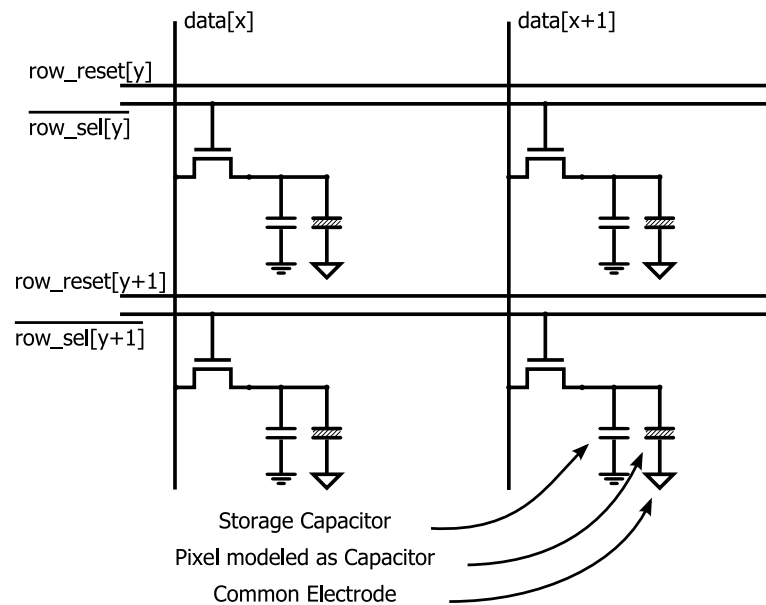 data[x] data[x+1]
row_reset[y]
row_sel[y]
row_reset[y+1]
row_sel[y+1]
Storage Capacitor
Pixel modeled as Capacitor
Common Electrode